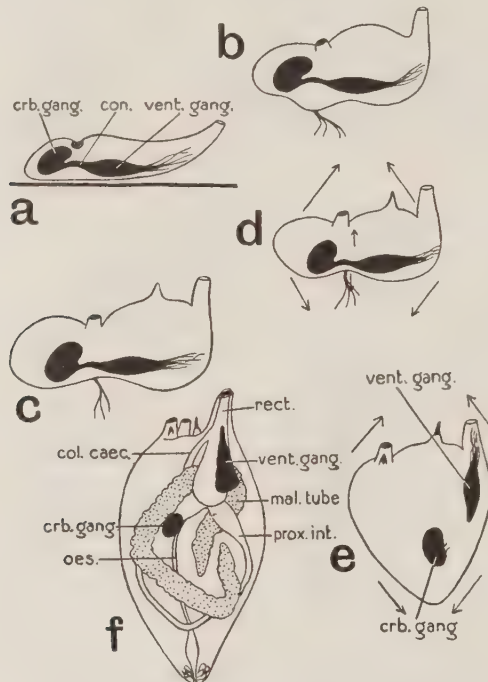 b
crb.gang.
con.
vent.gang.
a
d
c
vent. gang.
rect.
col. caec.
vent.gang.
mal. tube
crb.gang
prox.int.
oes.
e
f
crb. gang